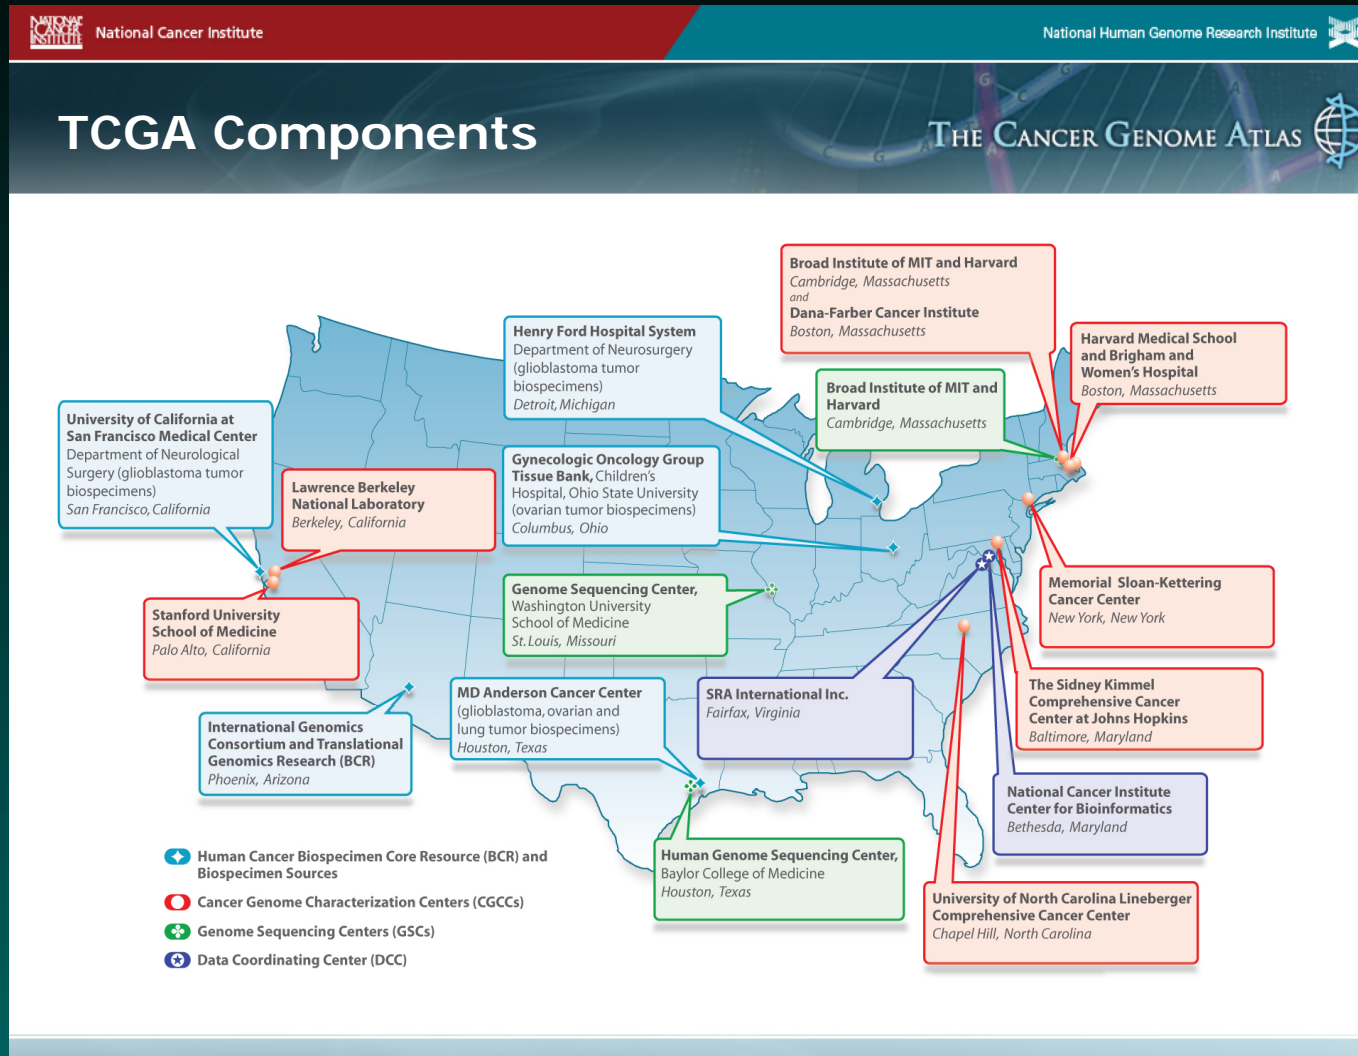 NATIONAL
CANCER
INSTITUTE
National Cancer Institute
National Human Genome Research Institute
TCGA Components
THE CANCER GENOME ATLAS
Broad Institute of MIT and Harvard
Cambridge, Massachusetts
and
Dana-Farber Cancer Institute
Boston, Massachusetts
Harvard Medical School
and Brigham and
Women's Hospital
Boston, Massachusetts
Henry Ford Hospital System
Department of Neurosurgery
(glioblastoma tumor
biospecimens)
Detroit, Michigan
Broad Institute of MIT and
Harvard
Cambridge, Massachusetts
University of California at
San Francisco Medical Center
Department of Neurological
Surgery (glioblastoma tumor
biospecimens)
San Francisco, California
Lawrence Berkeley
National Laboratory
Berkeley, California
Gynecologic Oncology Group
Tissue Bank, Children's
Hospital, Ohio State University
(ovarian tumor biospecimens)
Columbus, Ohio
Stanford University
School of Medicine
Palo Alto, California
Genome Sequencing Center,
Washington University
School of Medicine
St. Louis, Missouri
Memorial Sloan-Kettering
Cancer Center
New York, New York
International Genomics
Consortium and Translational
Genomics Research (BCR)
Phoenix, Arizona
MD Anderson Cancer Center
(glioblastoma, ovarian and
lung tumor biospecimens)
Houston, Texas
SRA International Inc.
Fairfax, Virginia
The Sidney Kimmel
Comprehensive Cancer
Center at Johns Hopkins
Baltimore, Maryland
National Cancer Institute
Center for Bioinformatics
Bethesda, Maryland
Human Genome Sequencing Center,
Baylor College of Medicine
Houston, Texas
University of North Carolina Lineberger
Comprehensive Cancer Center
Chapel Hill, North Carolina
Human Cancer Biospecimen Core Resource (BCR) and
Biospecimen Sources
Cancer Genome Characterization Centers (CGCCs)
Genome Sequencing Centers (GSCs)
Data Coordinating Center (DCC)